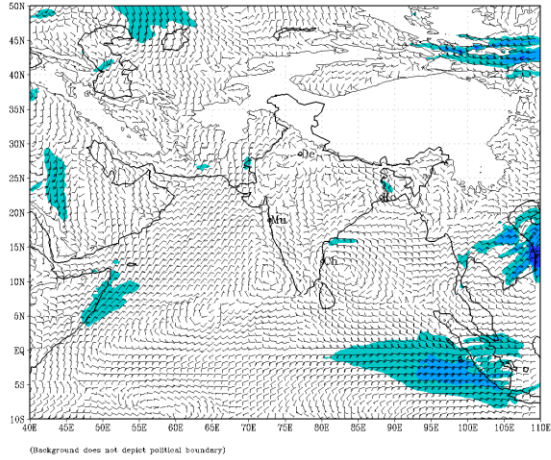 50N
45N
40N
35N
30N
De
25N
20N
Mu
15N
Ch
10N
5N
EQ
5S
10S
40E 45E 50E 55E 60E 65E 70E 75E 80E 85E 90E 95E 100E 105E 110E
(Background does not depict political boundary)